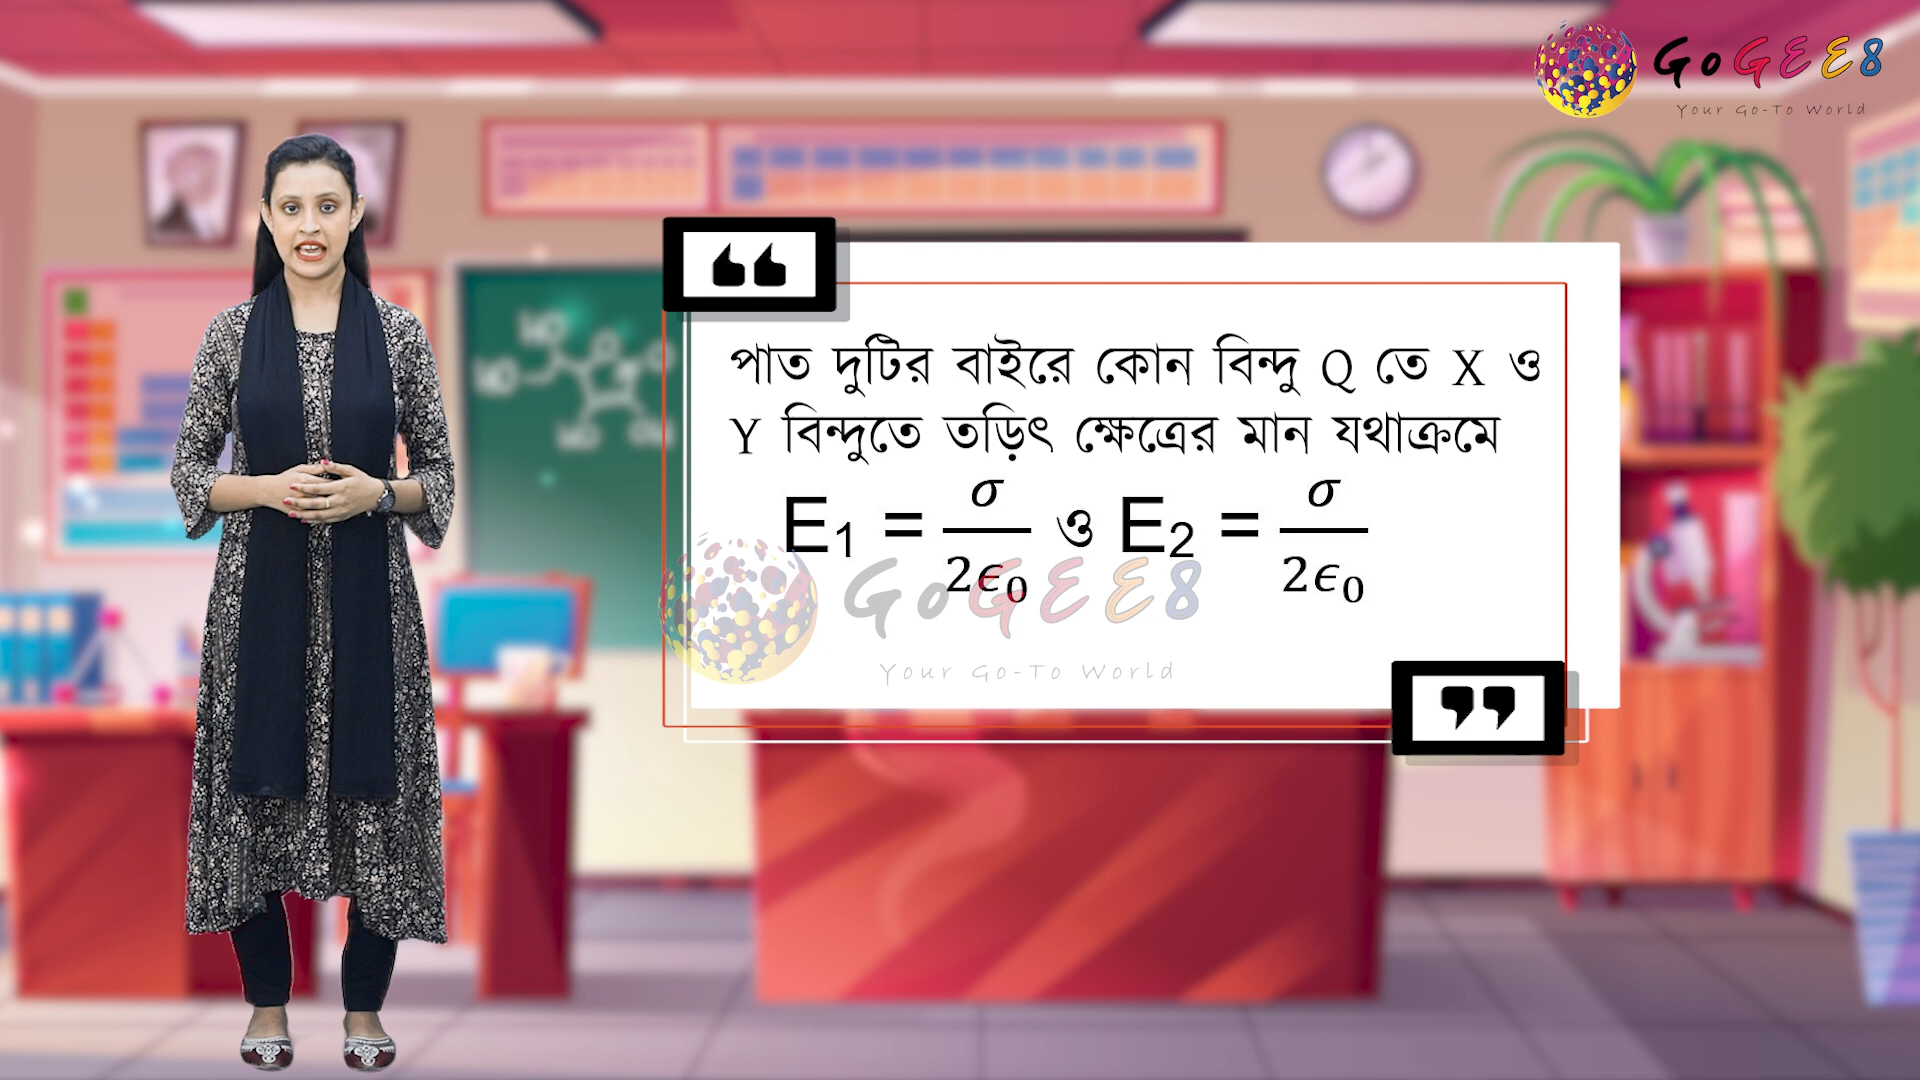 GoGEE8
Your Go-To World
পাত দুটির বাইরে কোন বিন্দু Q তে X ও
Y বিন্দুতে তড়িৎ ক্ষেত্রের মান যথাক্রমে
E₁ = σ/2ϵ₀ ও E₂ = σ/2ϵ₀
GoGEE8
Your Go-To World